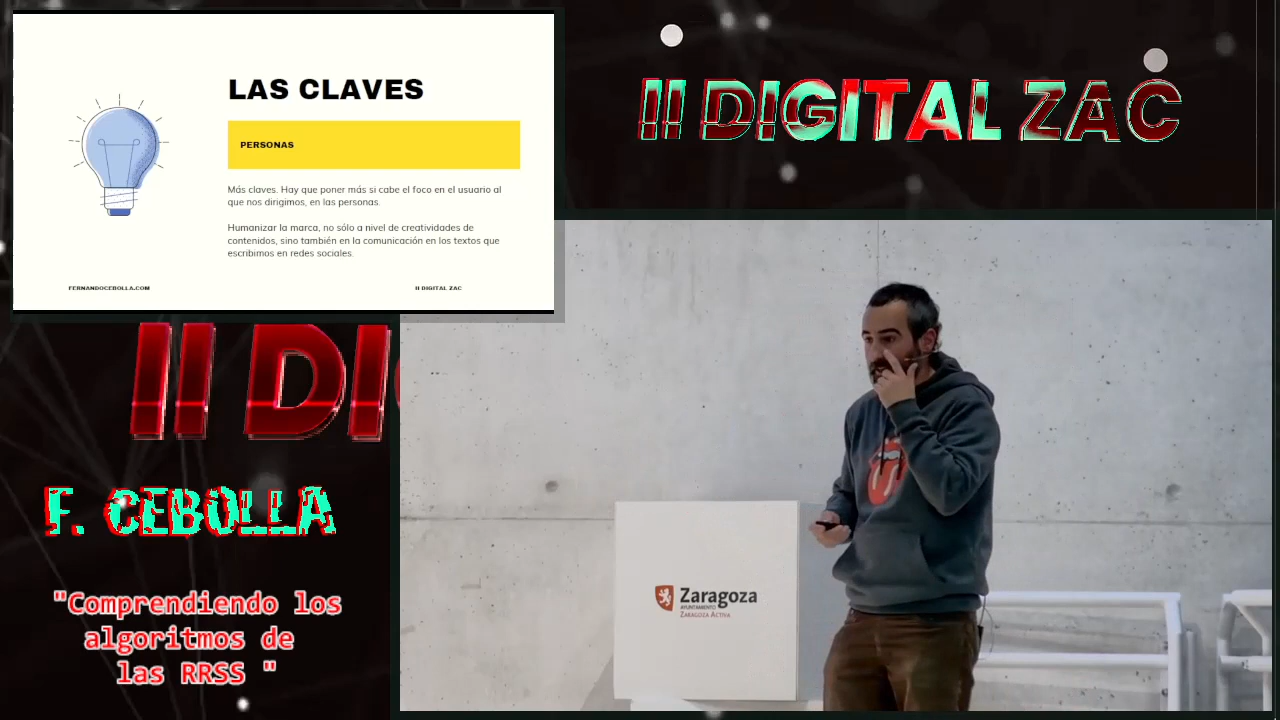 LAS CLAVES
PERSONAS
Más claves. Hay que poner más si cabe el foco en el usuario al
que nos dirigimos, en las personas.
Humanizar la marca, no sólo a nivel de creatividades de
contenidos, sino también en la comunicación en los textos que
escribimos en redes sociales.
FERNANDOCEBOLLA.COM
II DIGITAL ZAC
II DIGITAL ZAC
II DI
F. CEBOLLA
"Comprendiendo los
algoritmos de
las RRSS "
Zaragoza
AYUNTAMIENTO
ZARAGOZA ACTIVA